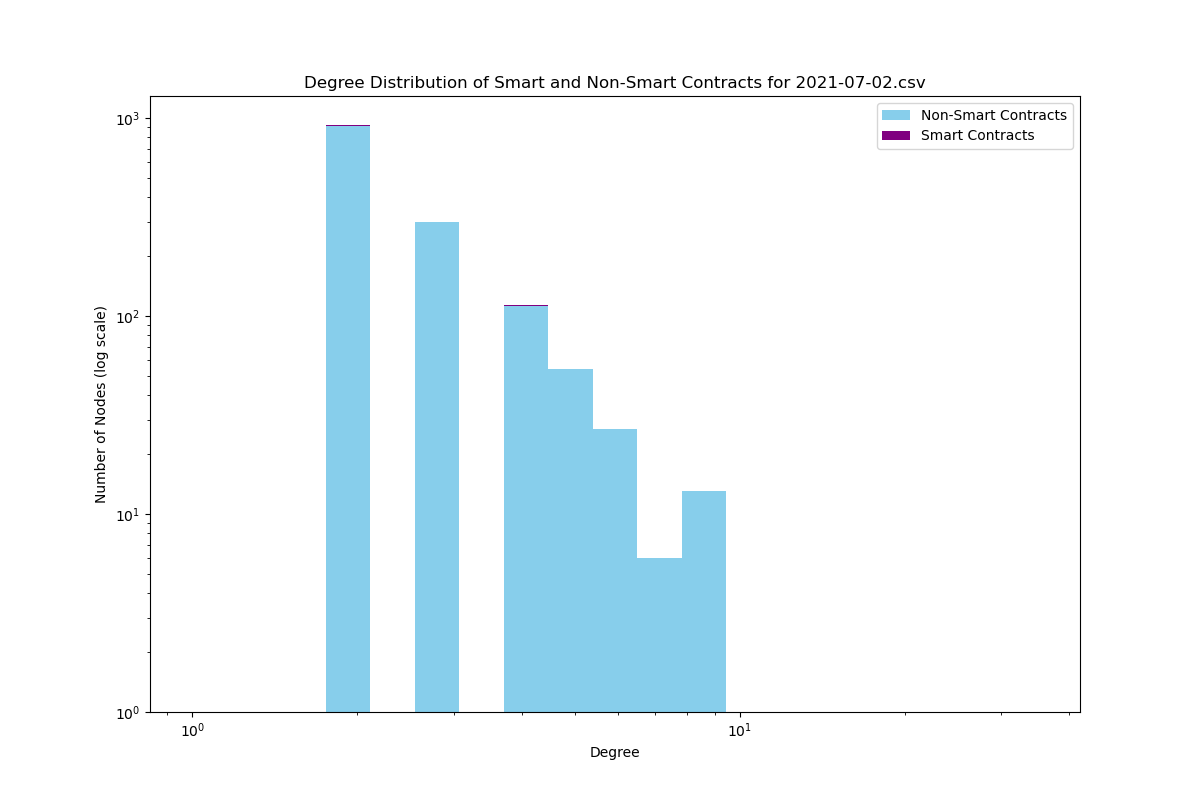 Degree Distribution of Smart and Non-Smart Contracts for 2021-07-02.csv
Non-Smart Contracts
Smart Contracts
Number of Nodes (log scale)
10³
10²
10¹
10⁰
10⁰ 10¹
Degree